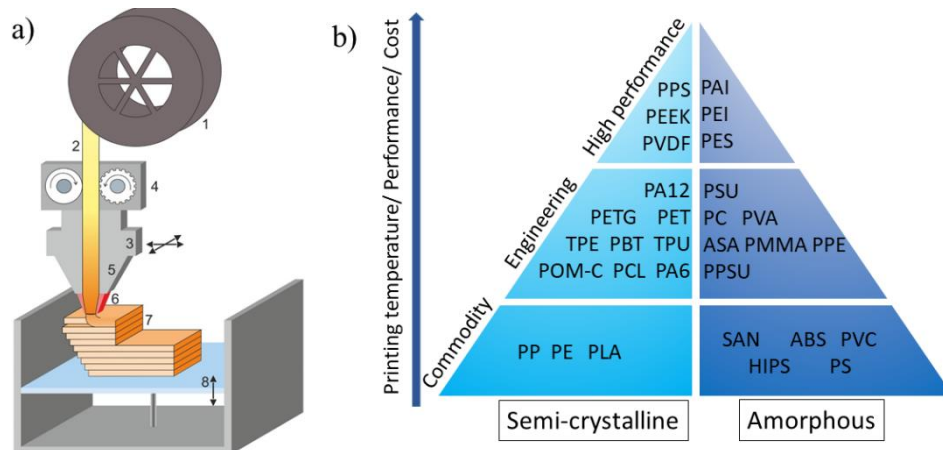 a)
1
2
3
4
5
6
7
8
b)
Printing temperature/ Performance/ Cost
High performance
Engineering
Commodity
PPS
PEEK
PVDF
PAI
PEI
PES
PA12
PETG PET
TPE PBT TPU
POM-C PCL PA6
PSU
PC PVA
ASA PMMA PPE
PPSU
PP PE PLA
SAN ABS PVC
HIPS PS
Semi-crystalline
Amorphous